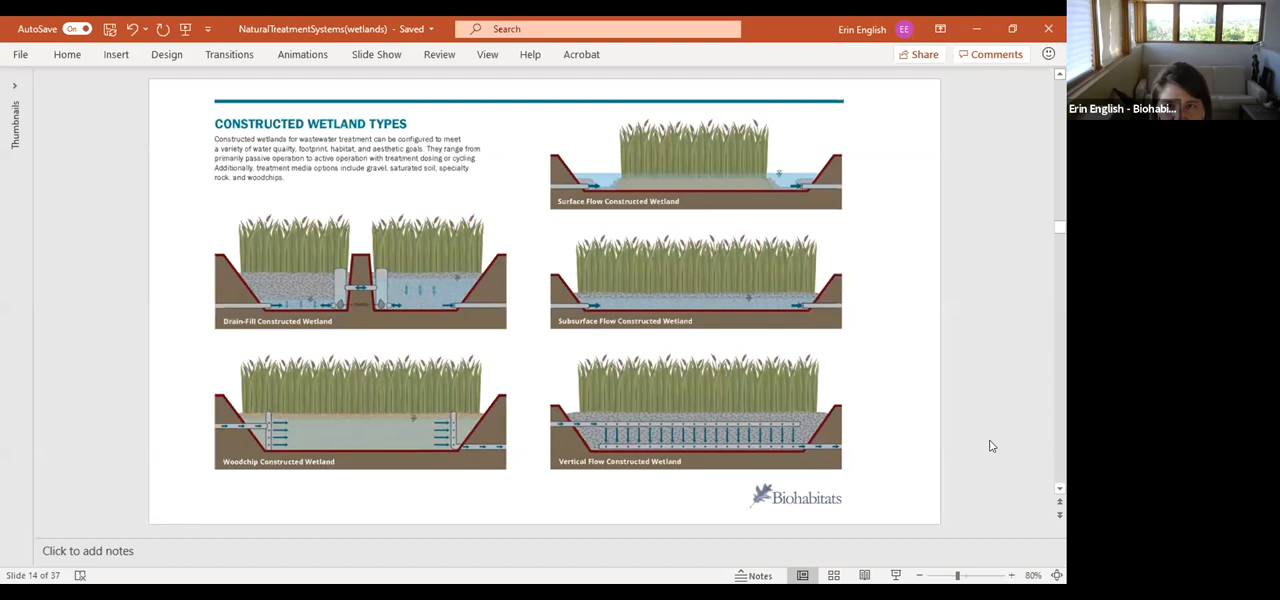 AutoSave On NaturalTreatmentSystems(wetlands) - Saved Search Erin English EE
File Home Insert Design Transitions Animations Slide Show Review View Help Acrobat Share Comments
Thumbnails
CONSTRUCTED WETLAND TYPES
Constructed wetlands for wastewater treatment can be configured to meet
a variety of water quality, footprint, habitat, and aesthetic goals. They range from
primarily passive operation to active operation with treatment dosing or cycling
Additionally, treatment media options include gravel, saturated soil, specialty
rock, and woodchips.
Surface Flow Constructed Wetland
Drain-Fill Constructed Wetland
Subsurface Flow Constructed Wetland
Woodchip Constructed Wetland
Vertical Flow Constructed Wetland
Biohabitats
Click to add notes
Slide 14 of 37 Notes 80%
Erin English - Biohabi...